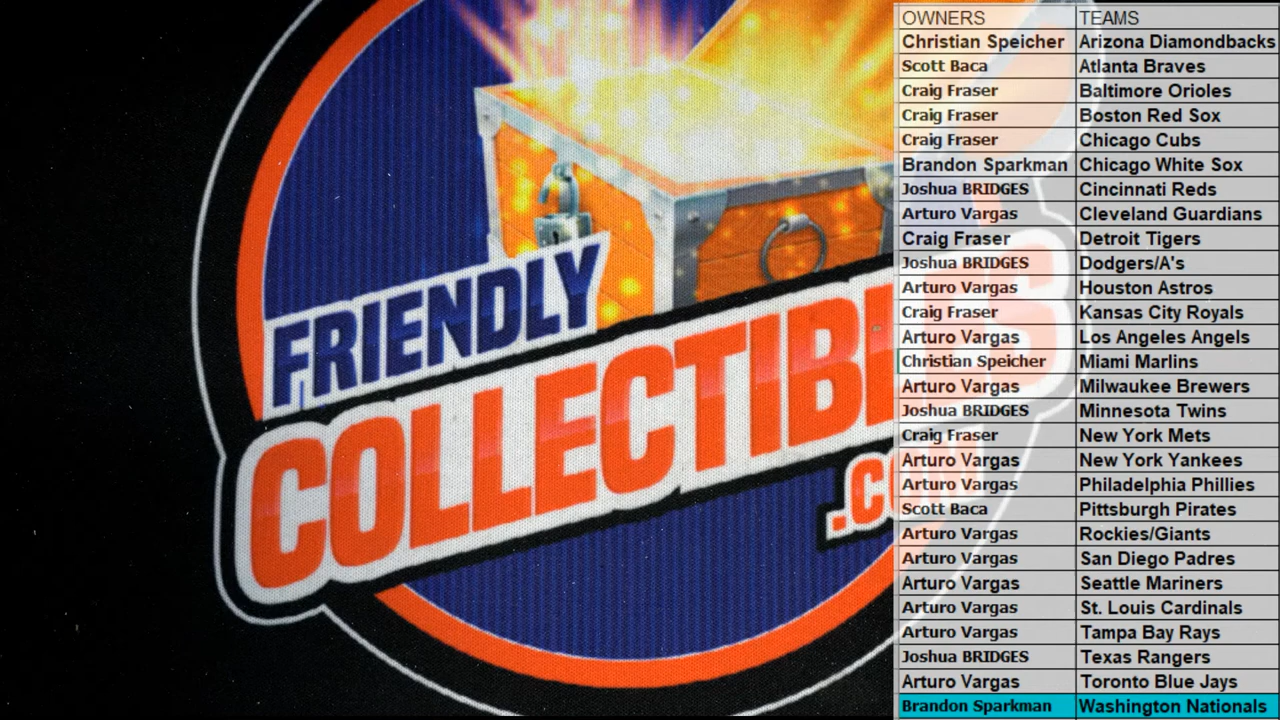 FRIENDLY
COLLECTIBLES
.COM
OWNERS TEAMS
Christian Speicher Arizona Diamondbacks
Scott Baca Atlanta Braves
Craig Fraser Baltimore Orioles
Craig Fraser Boston Red Sox
Craig Fraser Chicago Cubs
Brandon Sparkman Chicago White Sox
Joshua BRIDGES Cincinnati Reds
Arturo Vargas Cleveland Guardians
Craig Fraser Detroit Tigers
Joshua BRIDGES Dodgers/A's
Arturo Vargas Houston Astros
Craig Fraser Kansas City Royals
Arturo Vargas Los Angeles Angels
Christian Speicher Miami Marlins
Arturo Vargas Milwaukee Brewers
Joshua BRIDGES Minnesota Twins
Craig Fraser New York Mets
Arturo Vargas New York Yankees
Arturo Vargas Philadelphia Phillies
Scott Baca Pittsburgh Pirates
Arturo Vargas Rockies/Giants
Arturo Vargas San Diego Padres
Arturo Vargas Seattle Mariners
Arturo Vargas St. Louis Cardinals
Arturo Vargas Tampa Bay Rays
Joshua BRIDGES Texas Rangers
Arturo Vargas Toronto Blue Jays
Brandon Sparkman Washington Nationals